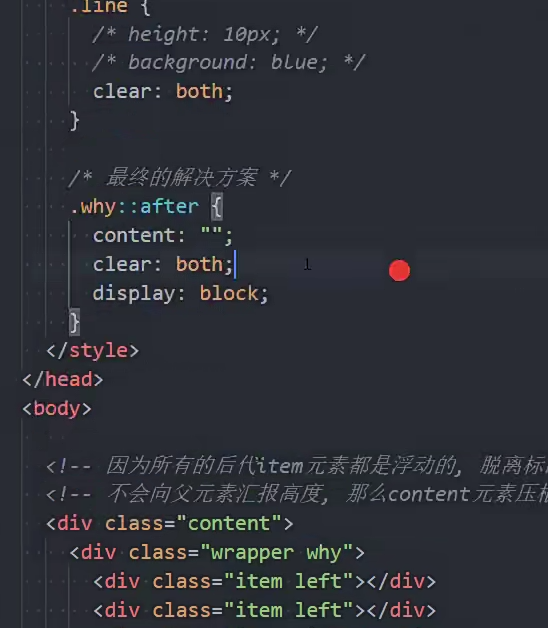 .line {
/* height: 10px; */
/* background: blue; */
clear: both;
}
/* 最终的解决方案 */
.why::after {
content: "";
clear: both;
display: block;
}
</style>
</head>
<body>
<!-- 因为所有的后代item元素都是浮动的, 脱离标
<!-- 不会向父元素汇报高度, 那么content元素压根
<div class="content">
<div class="wrapper why">
<div class="item left"></div>
<div class="item left"></div>